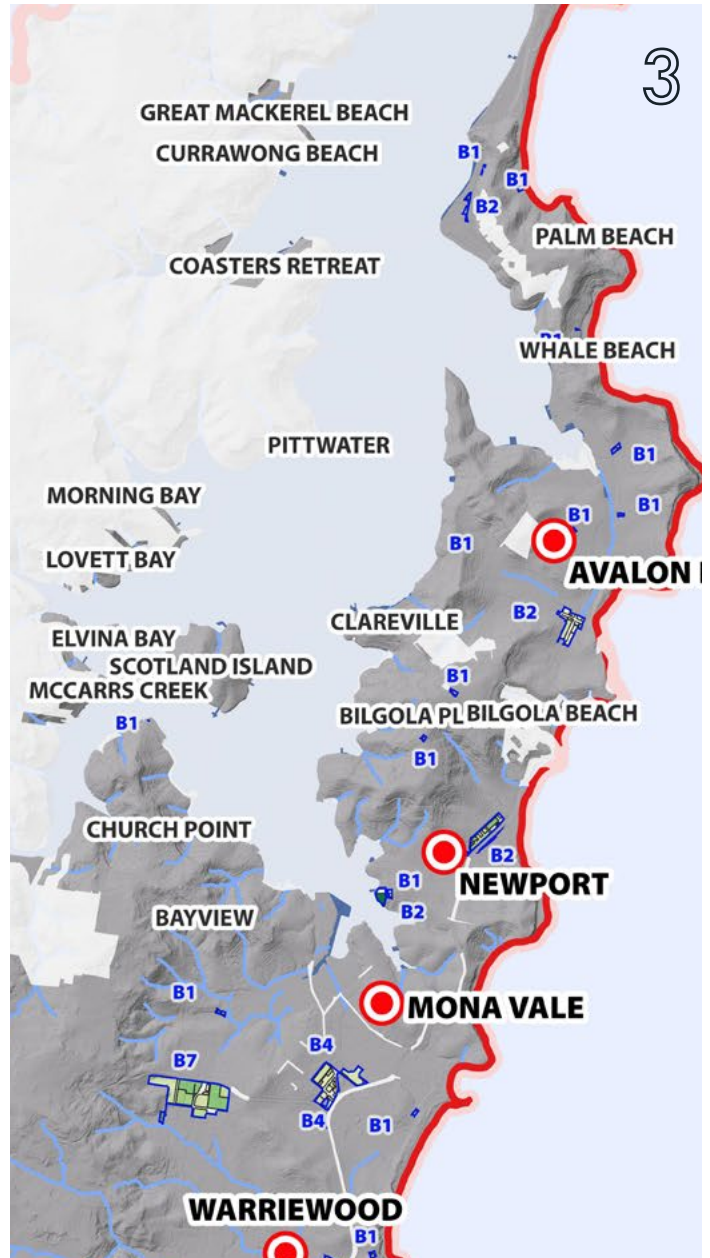 3
GREAT MACKEREL BEACH
CURRAWONG BEACH
B1
B1
B2
PALM BEACH
COASTERS RETREAT
B1
WHALE BEACH
PITTWATER
B1
MORNING BAY
B1
B1
B1
LOVETT BAY
AVALON
B2
CLAREVILLE
ELVINA BAY
SCOTLAND ISLAND
B1
MCCARRS CREEK
B1
BILGOLA PL
BILGOLA BEACH
B1
CHURCH POINT
B2
B1
NEWPORT
B2
BAYVIEW
B1
MONA VALE
B4
B7
B4
B1
WARRIEWOOD
B1